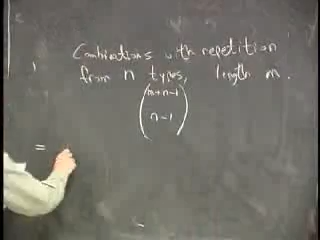 Combinations with repetition
from n types, length m.
(m+n-1
n-1)
=